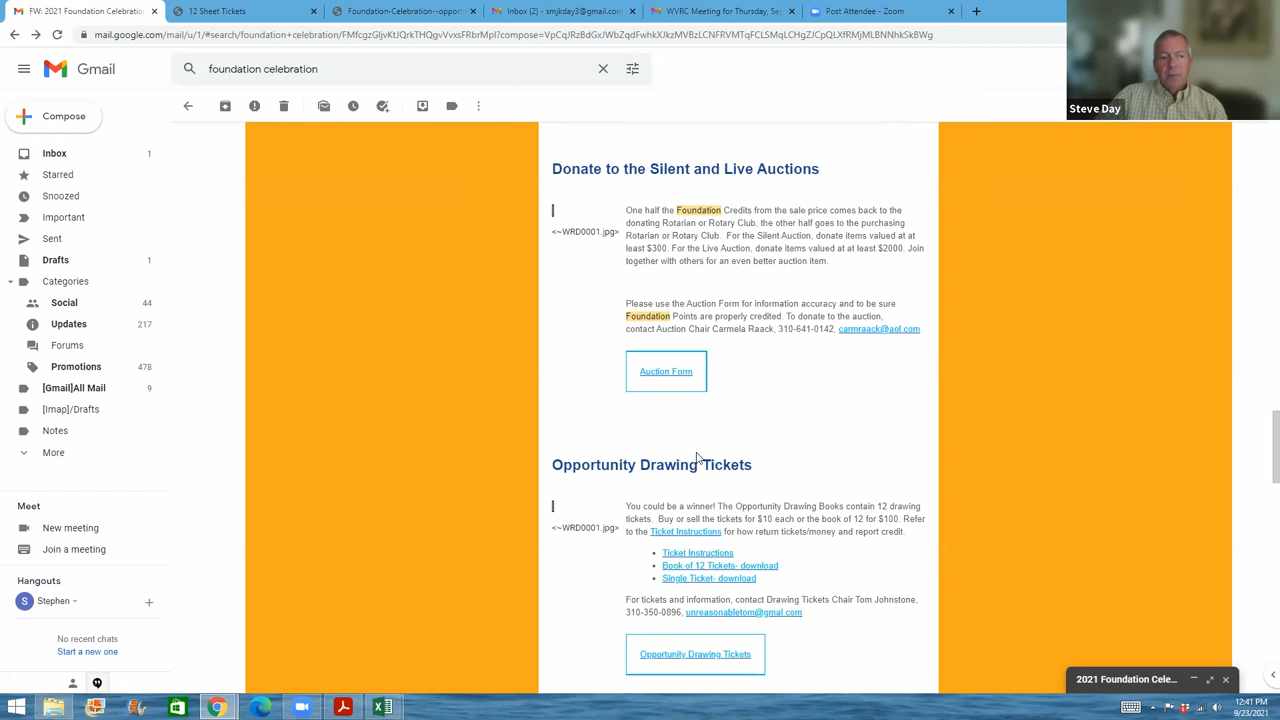 FW: 2021 Foundation Celebration
12 Sheet Tickets
Foundation-Celebration--oppor
Inbox (2) - smjkday3@gmail.com
WVRC Meeting for Thursday, Sep
Post Attendee - Zoom
mail.google.com/mail/u/1/#search/foundation+celebration/FMfcgzGljvKtJQrkTHQgvVvxsFRbrMpI?compose=VpCqJRzBdGxJWbZqdFwhkXJkzMVBzLCNFRVMTqFCLSMqLCHgZJCpQLXfRMjMLBNNhkSkBWg
Gmail
foundation celebration
Steve Day
Compose
Inbox 1
Starred
Snoozed
Important
Sent
Drafts 1
Categories
Social 44
Updates 217
Forums
Promotions 478
[Gmail]All Mail 9
[Imap]/Drafts
Notes
More
Meet
New meeting
Join a meeting
Hangouts
S Stephen
No recent chats
Start a new one
Donate to the Silent and Live Auctions
<~WRD0001.jpg>
One half the Foundation Credits from the sale price comes back to the
donating Rotarian or Rotary Club, the other half goes to the purchasing
Rotarian or Rotary Club. For the Silent Auction, donate items valued at at
least $300. For the Live Auction, donate items valued at at least $2000. Join
together with others for an even better auction item.
Please use the Auction Form for information accuracy and to be sure
Foundation Points are properly credited. To donate to the auction,
contact Auction Chair Carmela Raack, 310-641-0142, carmraack@aol.com.
Auction Form
Opportunity Drawing Tickets
<~WRD0001.jpg>
You could be a winner! The Opportunity Drawing Books contain 12 drawing
tickets. Buy or sell the tickets for $10 each or the book of 12 for $100. Refer
to the Ticket Instructions for how return tickets/money and report credit.
• Ticket Instructions
• Book of 12 Tickets- download
• Single Ticket- download
For tickets and information, contact Drawing Tickets Chair Tom Johnstone,
310-350-0896, unreasonabletom@gmal.com
Opportunity Drawing Tickets
2021 Foundation Cele...
12:41 PM
9/23/2021